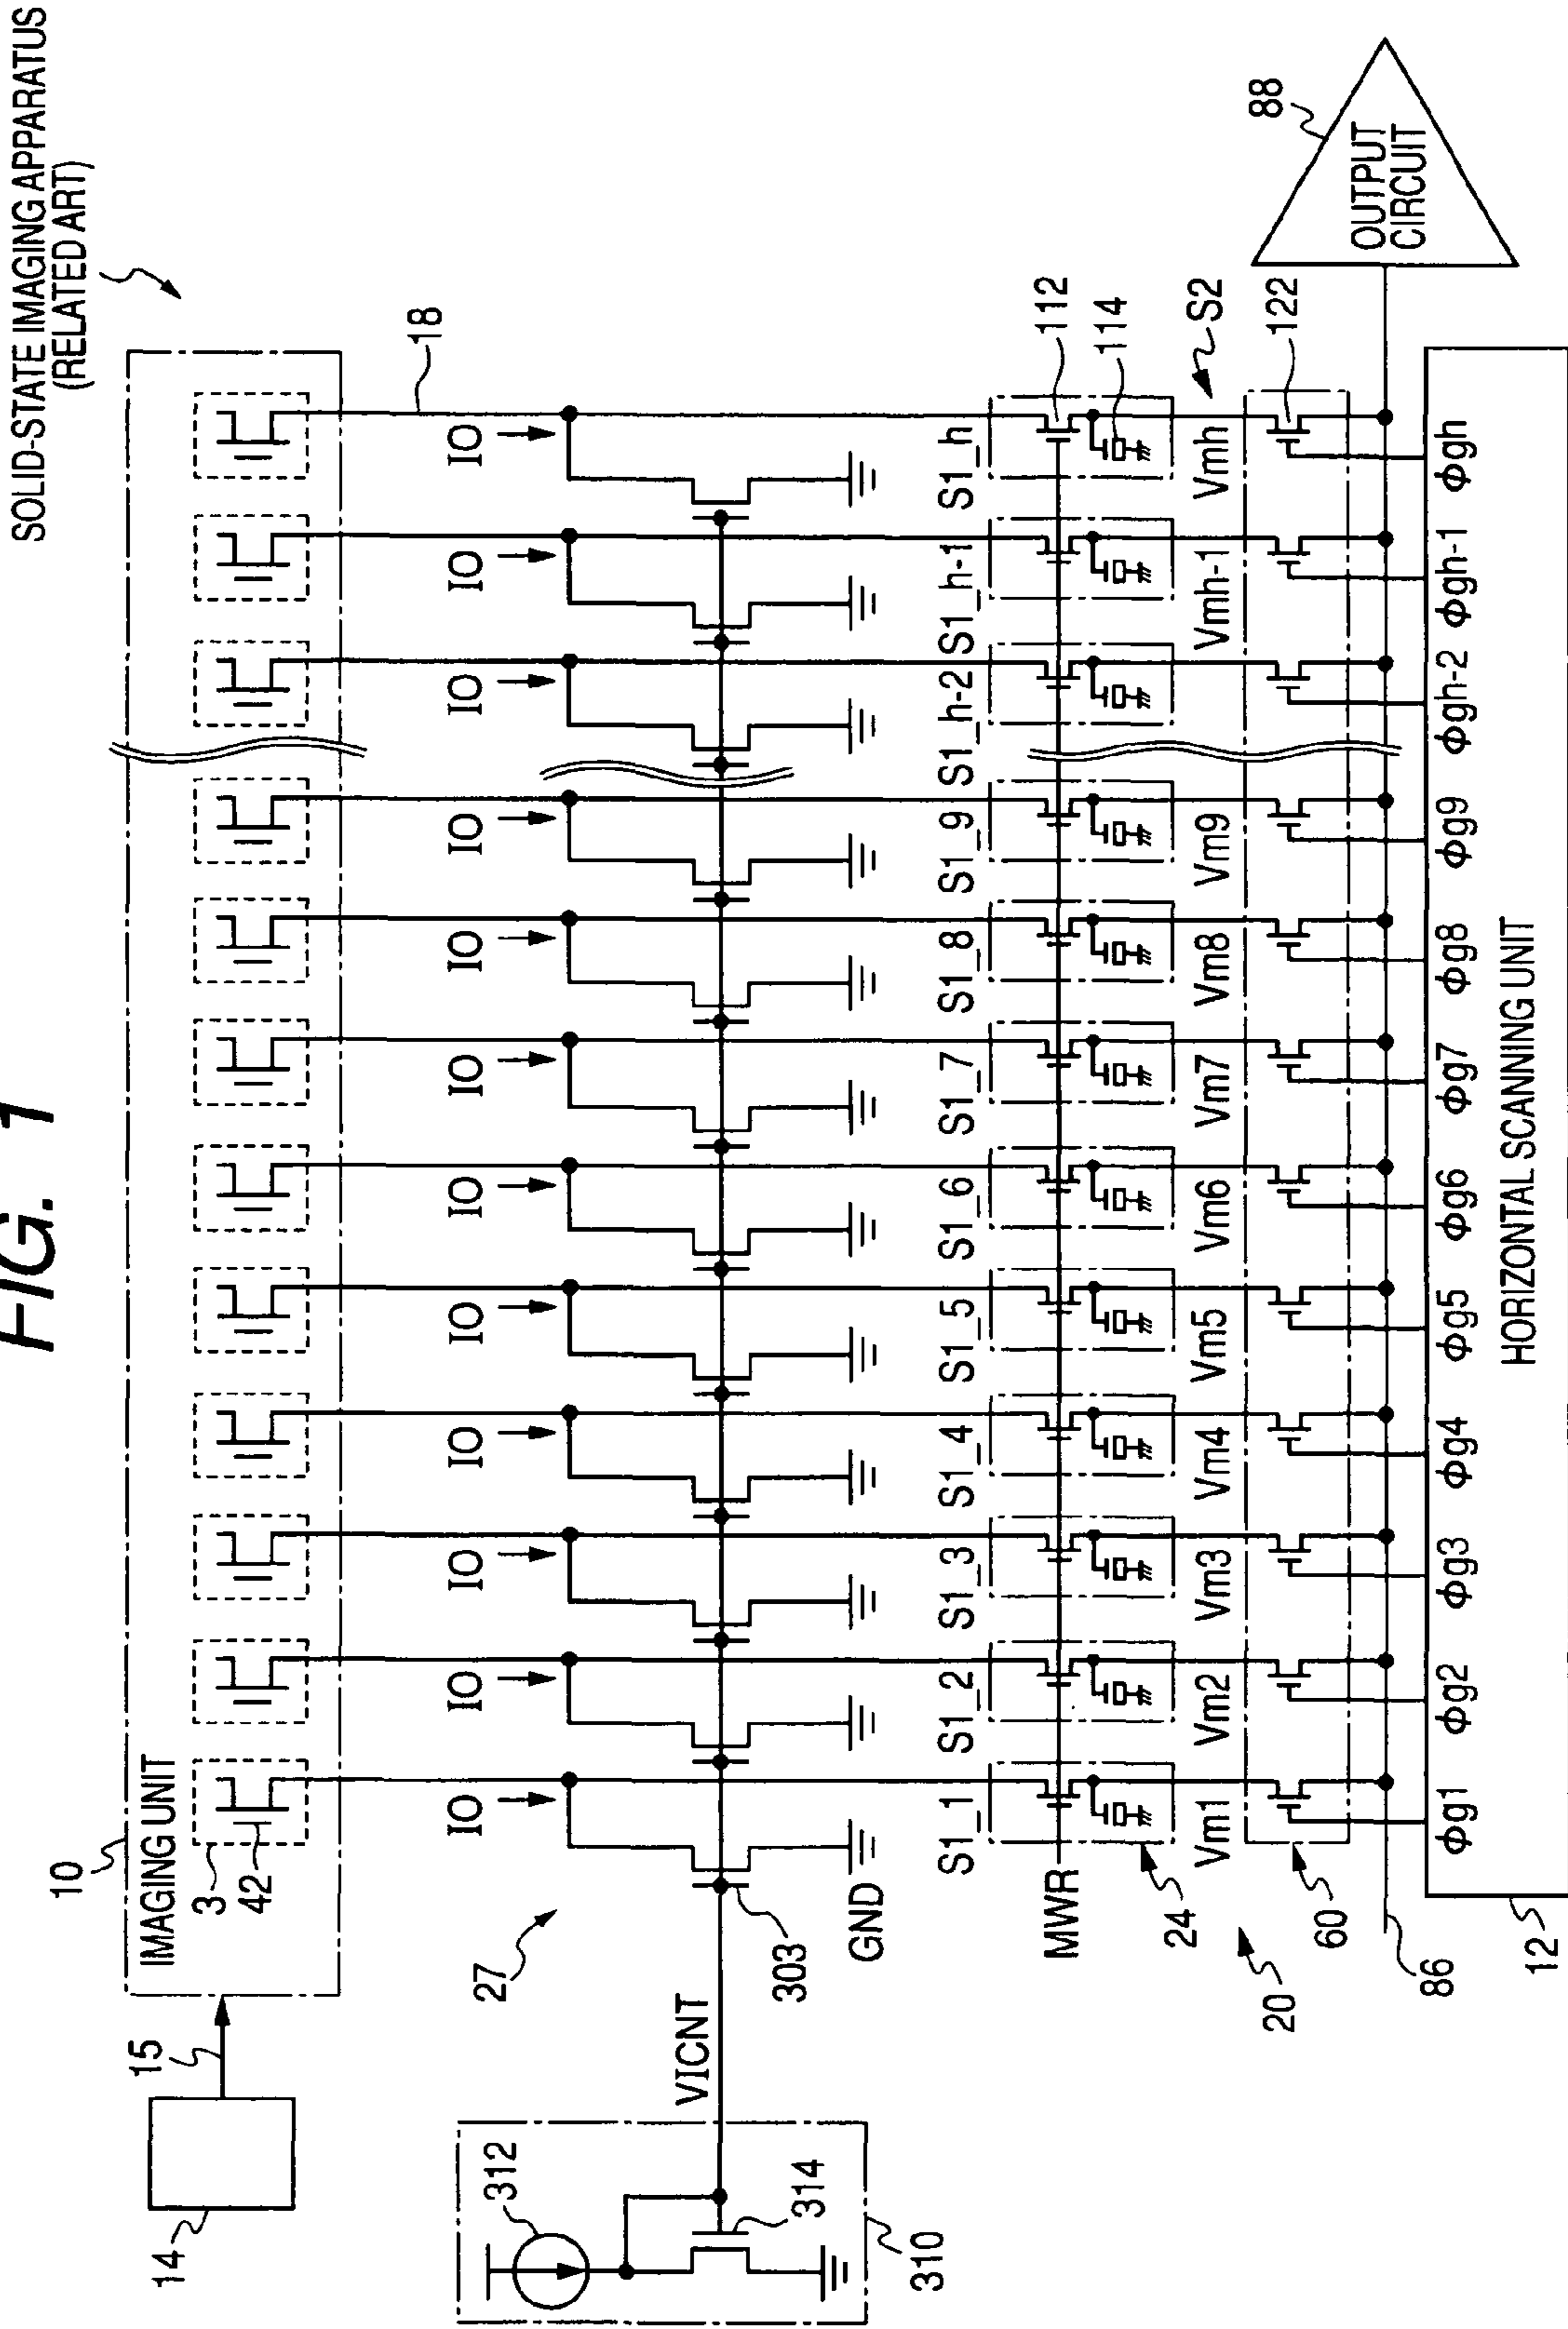 FIG. 1
SOLID-STATE IMAGING APPARATUS
(RELATED ART)
10
IMAGING UNIT
14
15
3
42
18
IO IO IO IO IO IO IO IO IO IO IO IO
27
312
314
310
VICNT
303
GND
S1_1 S1_2 S1_3 S1_4 S1_5 S1_6 S1_7 S1_8 S1_9 S1_h-2 S1_h-1 S1_h
MWR
112
114
24
Vm1 Vm2 Vm3 Vm4 Vm5 Vm6 Vm7 Vm8 Vm9 Vmh-1 Vmh
S2
20
60
122
88
OUTPUT
CIRCUIT
86
Φg1 Φg2 Φg3 Φg4 Φg5 Φg6 Φg7 Φg8 Φg9 Φgh-2 Φgh-1 Φgh
HORIZONTAL SCANNING UNIT
12